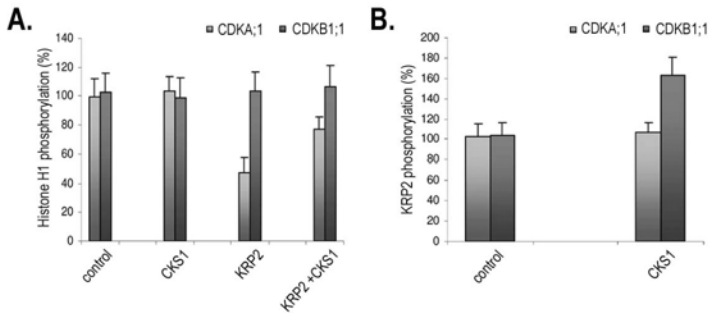 A.
CDKA;1 CDKB1;1
Histone H1 phosphorylation (%)
140
120
100
80
60
40
20
0
control
CKS1
KRP2
KRP2 +CKS1
B.
CDKA;1 CDKB1;1
KRP2 phosphorylation (%)
200
180
160
140
120
100
80
60
40
20
0
control
CKS1